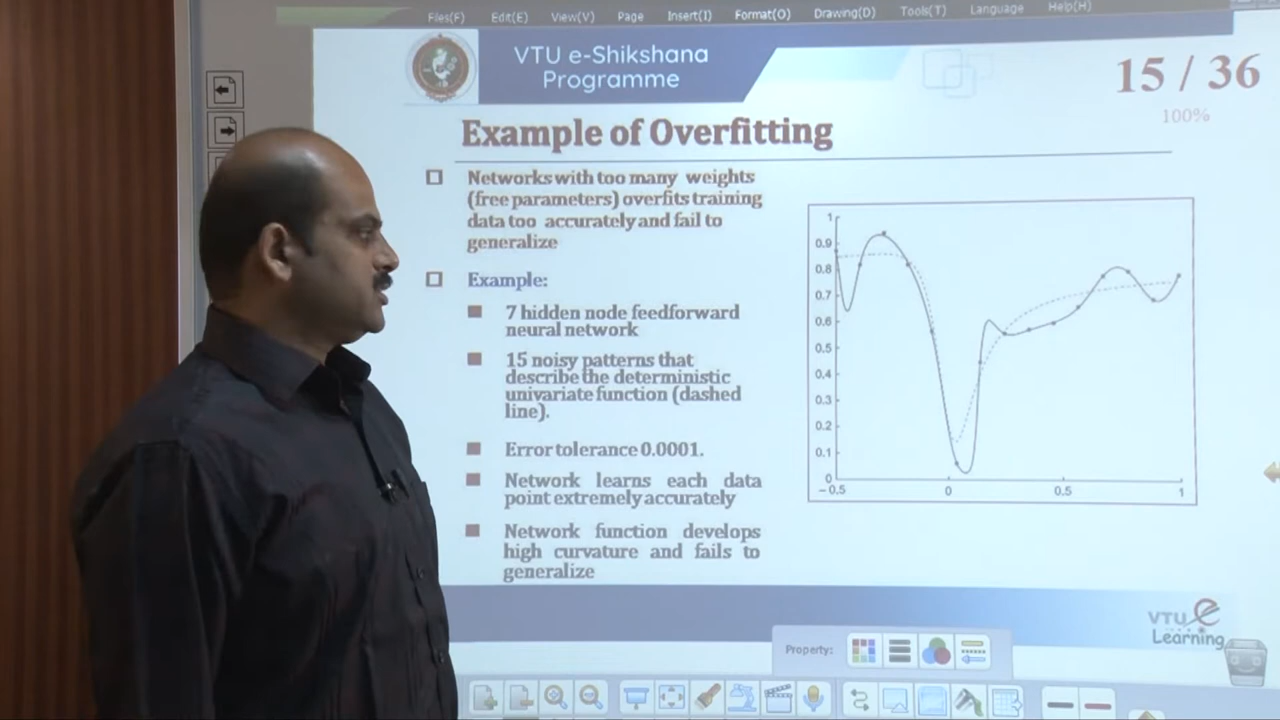 Files(F) Edit(E) View(V) Page Insert(I) Format(O) Drawing(D) Tools(T) Language Help(H)
VTU e-Shikshana
Programme
15 / 36
100%
Example of Overfitting
Networks with too many weights
(free parameters) overfits training
data too accurately and fail to
generalize
Example:
7 hidden node feedforward
neural network
15 noisy patterns that
describe the deterministic
univariate function (dashed
line).
Error tolerance 0.0001.
Network learns each data
point extremely accurately
Network function develops
high curvature and fails to
generalize
1
0.9
0.8
0.7
0.6
0.5
0.4
0.3
0.2
0.1
0
-0.5 0 0.5 1
VTU e
Learning
Property: